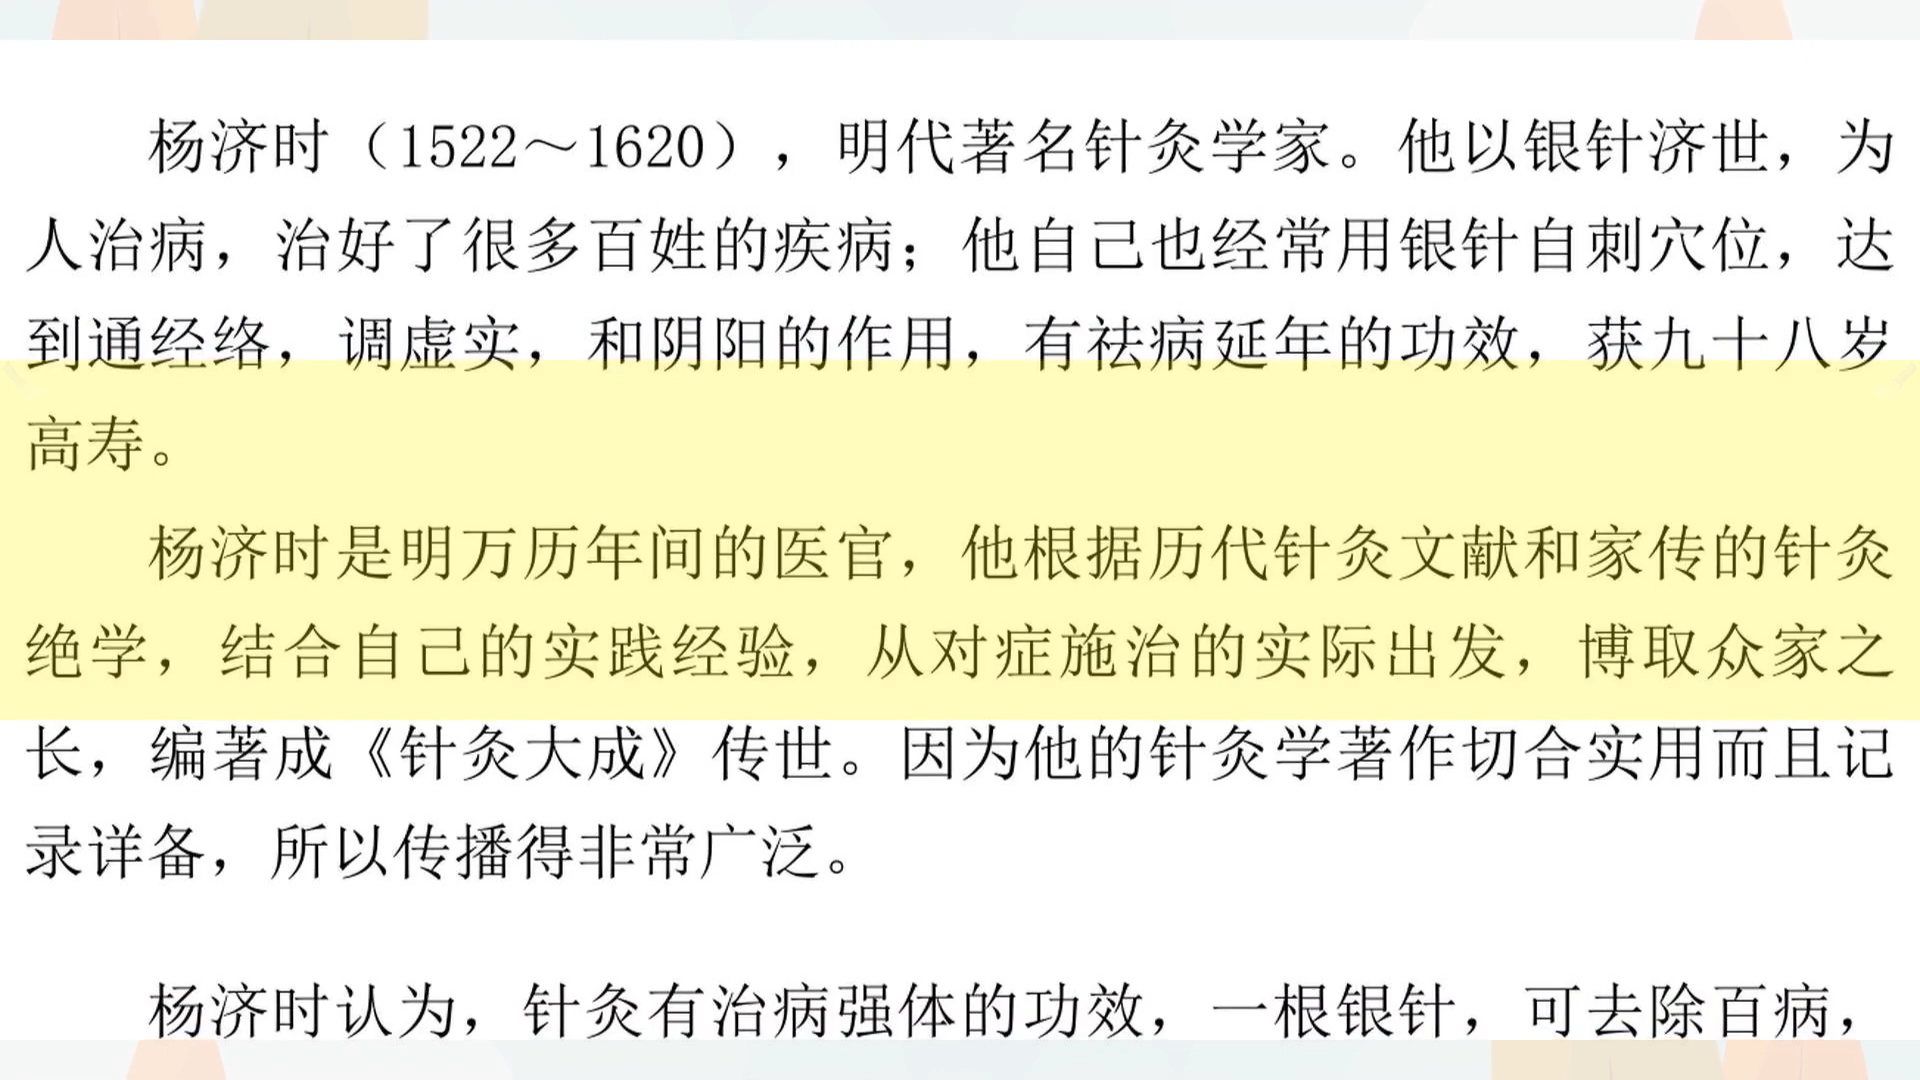 杨济时（1522～1620），明代著名针灸学家。他以银针济世，为
人治病，治好了很多百姓的疾病；他自己也经常用银针自刺穴位，达
到通经络，调虚实，和阴阳的作用，有祛病延年的功效，获九十八岁
高寿。
杨济时是明万历年间的医官，他根据历代针灸文献和家传的针灸
绝学，结合自己的实践经验，从对症施治的实际出发，博取众家之
长，编著成《针灸大成》传世。因为他的针灸学著作切合实用而且记
录详备，所以传播得非常广泛。
杨济时认为，针灸有治病强体的功效，一根银针，可去除百病，